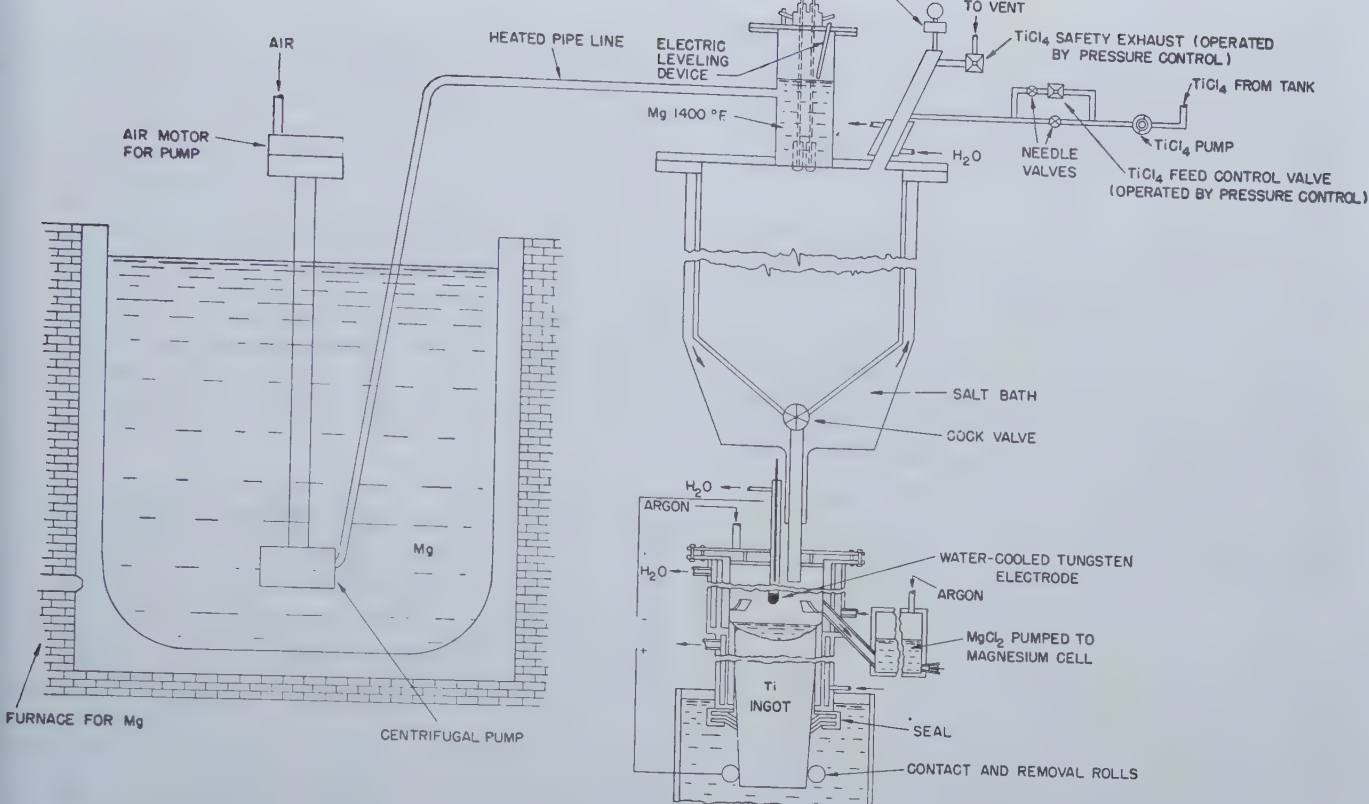 AIR
AIR MOTOR
FOR PUMP
HEATED PIPE LINE
ELECTRIC
LEVELING
DEVICE
Mg 1400 °F.
TO VENT
TiCl₄ SAFETY EXHAUST (OPERATED
BY PRESSURE CONTROL)
TiCl₄ FROM TANK
H₂O
NEEDLE
VALVES
TiCl₄ PUMP
TiCl₄ FEED CONTROL VALVE
(OPERATED BY PRESSURE CONTROL)
SALT BATH
COCK VALVE
H₂O
ARGON
Mg
H₂O
WATER-COOLED TUNGSTEN
ELECTRODE
ARGON
-
+
MgCl₂ PUMPED TO
MAGNESIUM CELL
Ti
INGOT
FURNACE FOR Mg
CENTRIFUGAL PUMP
SEAL
CONTACT AND REMOVAL ROLLS